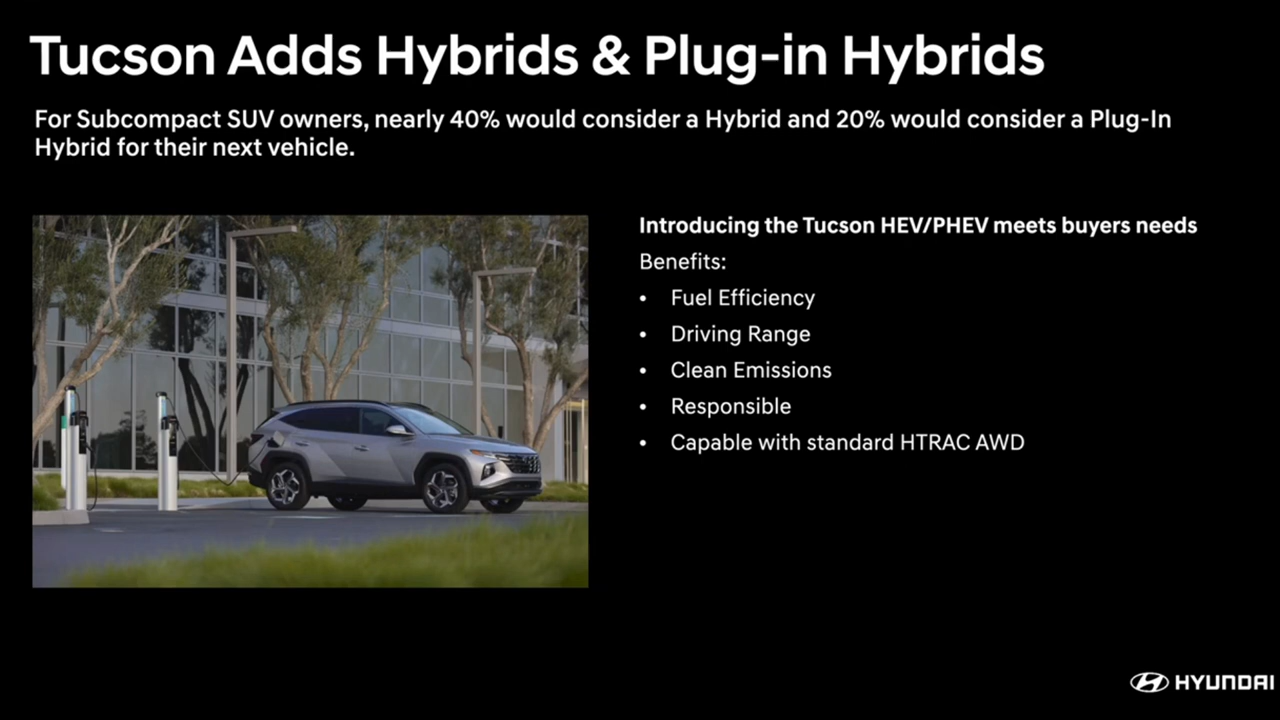 Tucson Adds Hybrids & Plug-in Hybrids
For Subcompact SUV owners, nearly 40% would consider a Hybrid and 20% would consider a Plug-In
Hybrid for their next vehicle.
Introducing the Tucson HEV/PHEV meets buyers needs
Benefits:
• Fuel Efficiency
• Driving Range
• Clean Emissions
• Responsible
• Capable with standard HTRAC AWD
HYUNDAI